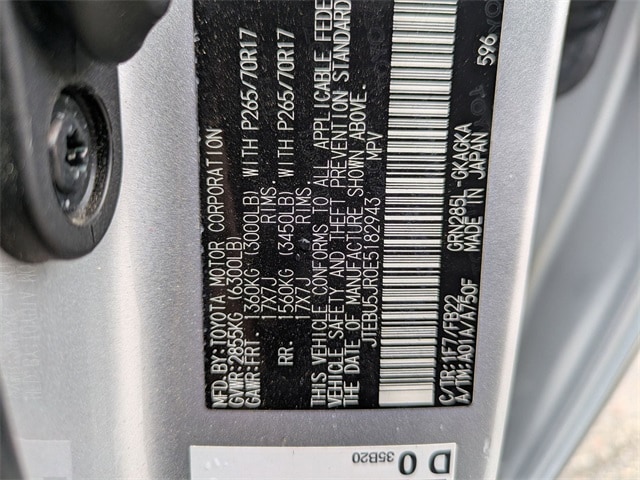 MFD. BY: TOYOTA MOTOR CORPORATION
GVWR: 2855KG (6300LB)
GAWR: FRT. 1360KG (3000LB) WITH P265/70R17
17X7J RIMS.
RR. 1560KG (3450LB) WITH P265/70R17
17X7J RIMS.
THIS VEHICLE CONFORMS TO ALL APPLICABLE FEDE
VEHICLE SAFETY AND THEFT PREVENTION STANDARD
THE DATE OF MANUFACTURE SHOWN ABOVE.
JTEBU5JR0E5182943 MPV
C/TR: 1F7/FB22 GRN285L-GKAGKA
A/TM: A01A/A750F MADE IN JAPAN 596
D 0
35B20